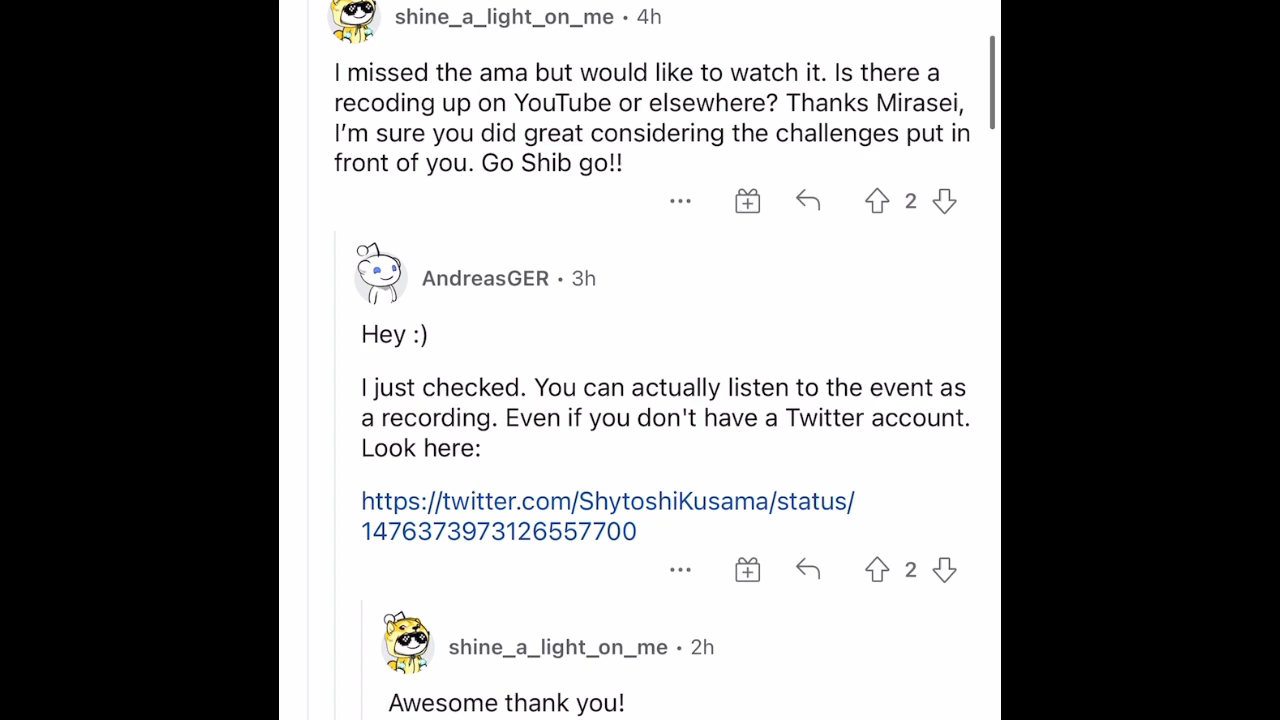 shine_a_light_on_me • 4h
I missed the ama but would like to watch it. Is there a
recoding up on YouTube or elsewhere? Thanks Mirasei,
I’m sure you did great considering the challenges put in
front of you. Go Shib go!!
2
AndreasGER • 3h
Hey :)
I just checked. You can actually listen to the event as
a recording. Even if you don't have a Twitter account.
Look here:
https://twitter.com/ShytoshiKusama/status/
1476373973126557700
2
shine_a_light_on_me • 2h
Awesome thank you!